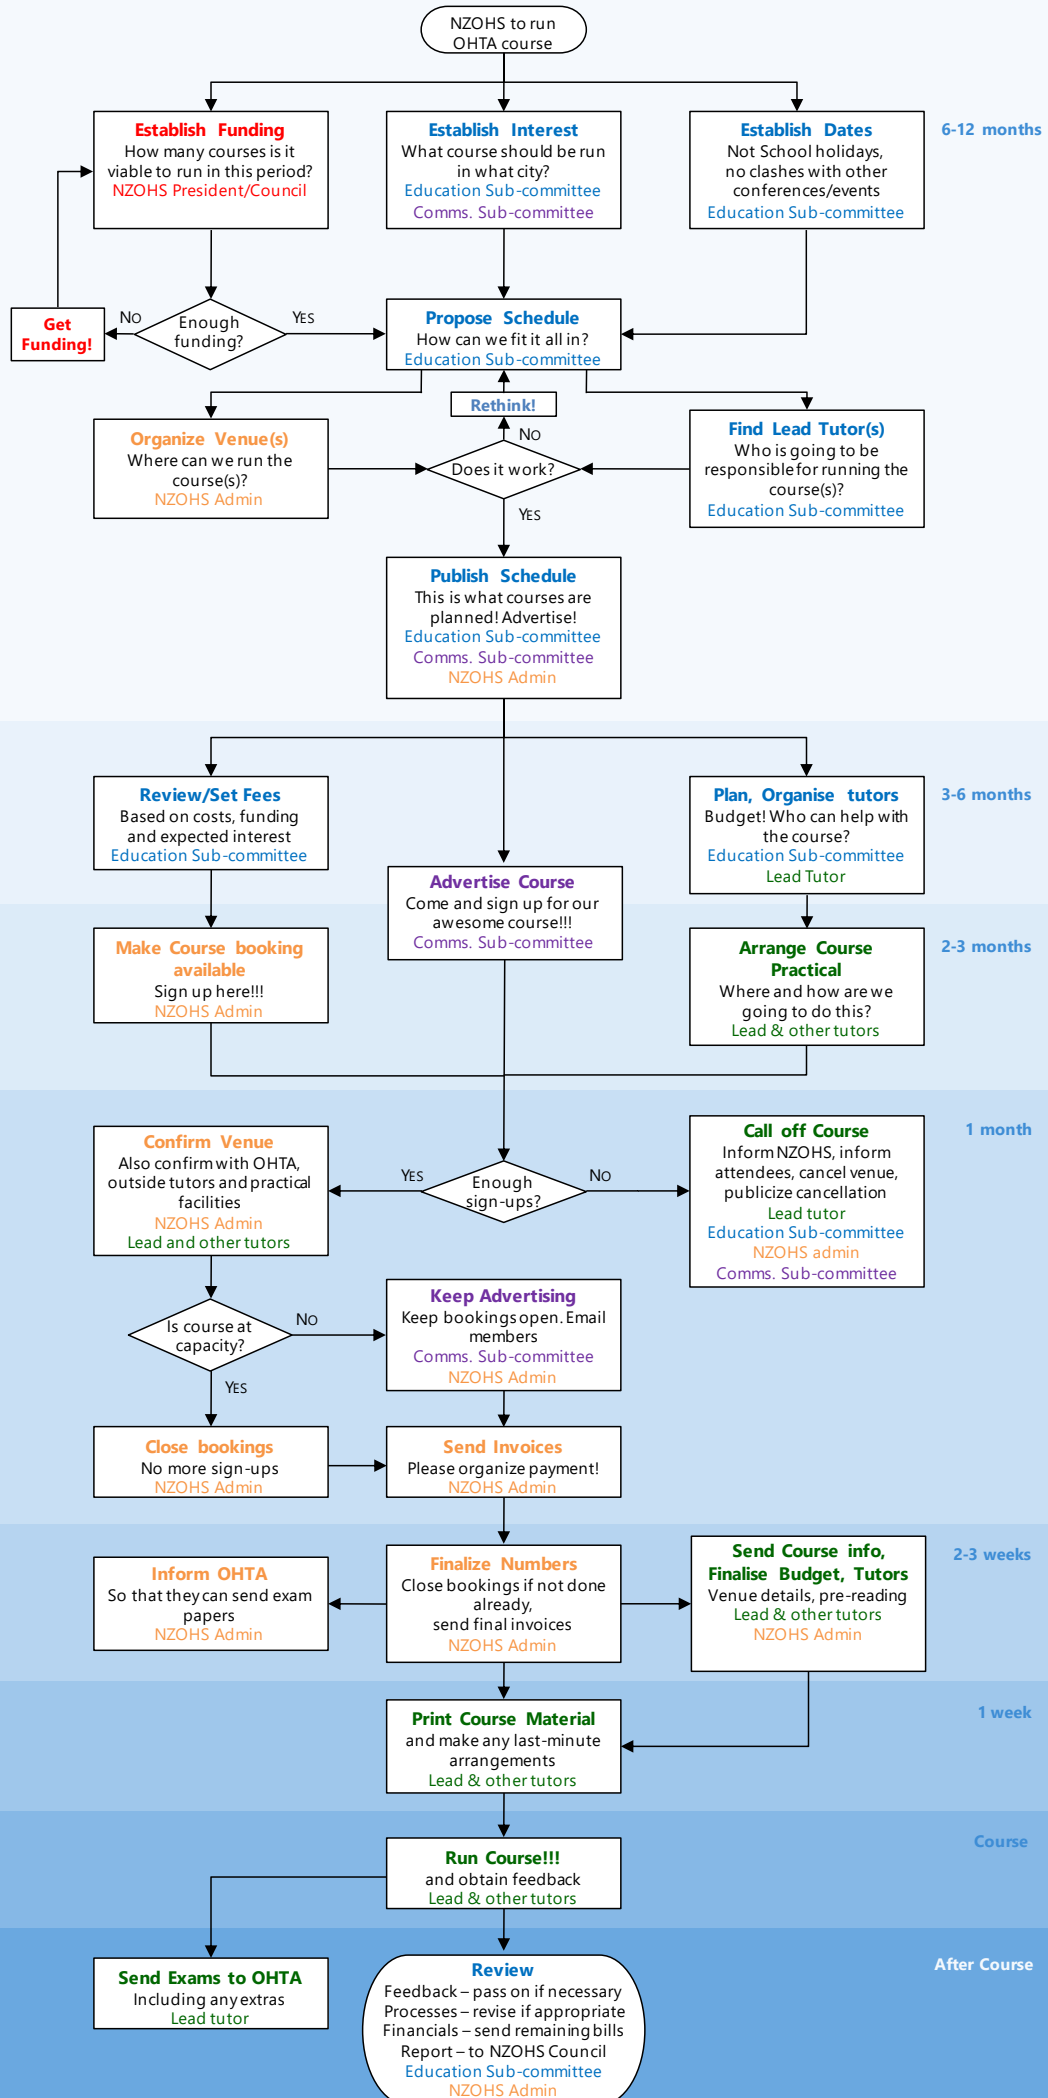 NZOHS to run
OHTA course
Establish Funding
How many courses is it
viable to run in this period?
NZOHS President/Council
Establish Interest
What course should be run
in what city?
Education Sub-committee
Comms. Sub-committee
Establish Dates
Not School holidays,
no clashes with other
conferences/events
Education Sub-committee
6-12 months
Get
Funding!
NO
Enough
funding?
YES
Propose Schedule
How can we fit it all in?
Education Sub-committee
Rethink!
NO
Organize Venue(s)
Where can we run the
course(s)?
NZOHS Admin
Does it work?
Find Lead Tutor(s)
Who is going to be
responsible for running the
course(s)?
Education Sub-committee
YES
Publish Schedule
This is what courses are
planned! Advertise!
Education Sub-committee
Comms. Sub-committee
NZOHS Admin
Review/Set Fees
Based on costs, funding
and expected interest
Education Sub-committee
Plan, Organise tutors
Budget! Who can help with
the course?
Education Sub-committee
Lead Tutor
3-6 months
Advertise Course
Come and sign up for our
awesome course!!!
Comms. Sub-committee
Make Course booking
available
Sign up here!!!
NZOHS Admin
Arrange Course
Practical
Where and how are we
going to do this?
Lead & other tutors
2-3 months
Confirm Venue
Also confirm with OHTA,
outside tutors and practical
facilities
NZOHS Admin
Lead and other tutors
YES
Enough
sign-ups?
NO
Call off Course
Inform NZOHS, inform
attendees, cancel venue,
publicize cancellation
Lead tutor
Education Sub-committee
NZOHS admin
Comms. Sub-committee
1 month
Is course at
capacity?
NO
Keep Advertising
Keep bookings open. Email
members
Comms. Sub-committee
NZOHS Admin
YES
Close bookings
No more sign-ups
NZOHS Admin
Send Invoices
Please organize payment!
NZOHS Admin
Inform OHTA
So that they can send exam
papers
NZOHS Admin
Finalize Numbers
Close bookings if not done
already,
send final invoices
NZOHS Admin
Send Course info,
Finalise Budget, Tutors
Venue details, pre-reading
Lead & other tutors
NZOHS Admin
2-3 weeks
Print Course Material
and make any last-minute
arrangements
Lead & other tutors
1 week
Run Course!!!
and obtain feedback
Lead & other tutors
Course
Send Exams to OHTA
Including any extras
Lead tutor
Review
Feedback – pass on if necessary
Processes – revise if appropriate
Financials – send remaining bills
Report – to NZOHS Council
Education Sub-committee
NZOHS Admin
After Course